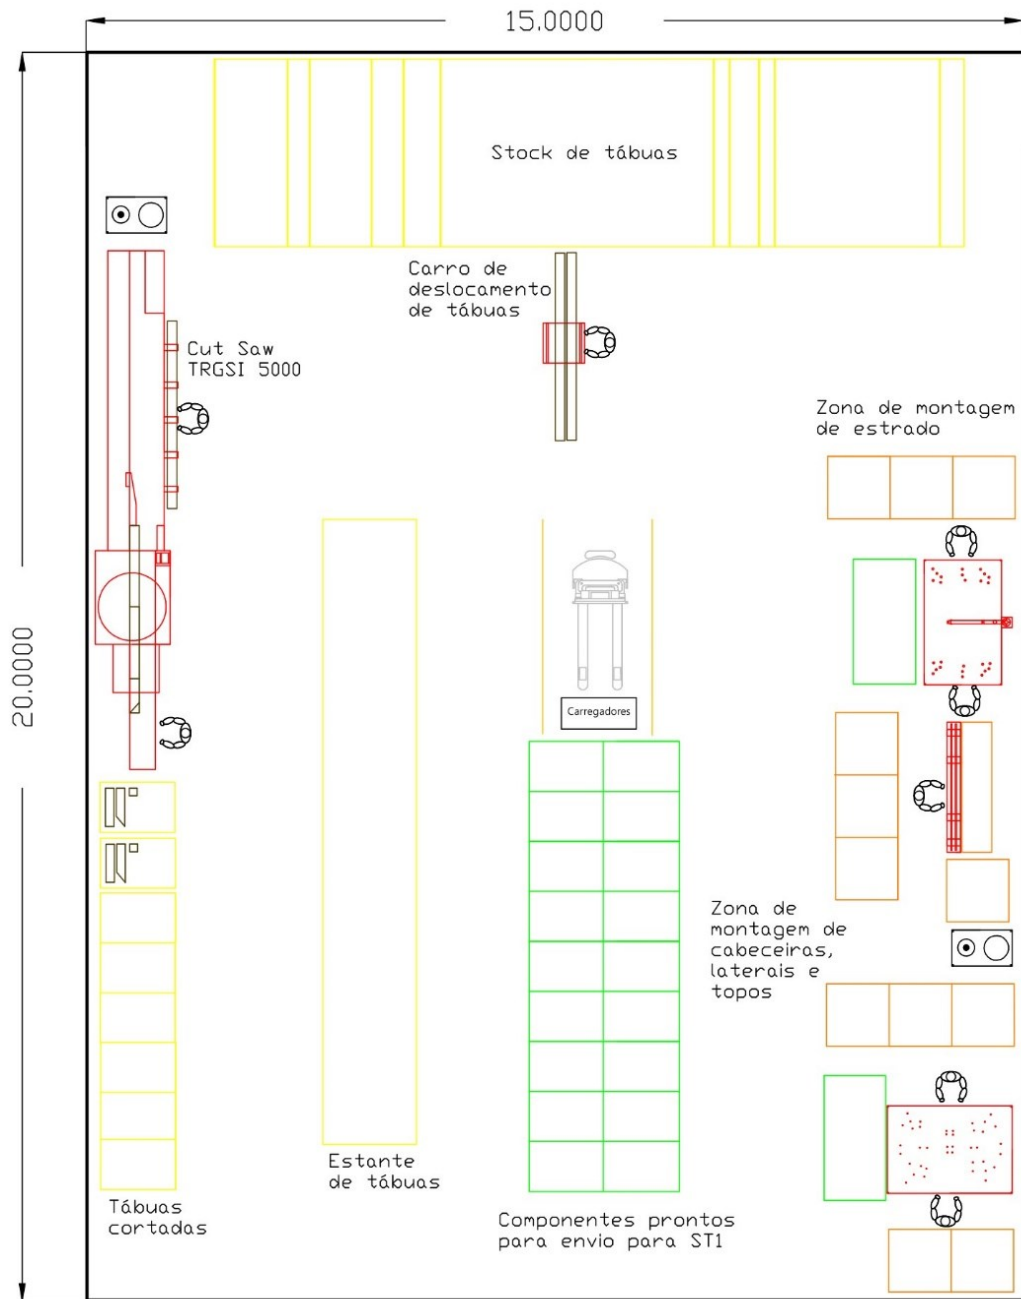 15.0000
Stock de tábuas
Carro de
deslocamento
de tábuas
Cut Saw
TRGSI 5000
Zona de montagem
de estrado
20.0000
Carregadores
Zona de
montagem de
cabeceiras,
laterais e
topos
Estante
de tábuas
Tábuas
cortadas
Componentes prontos
para envio para ST1